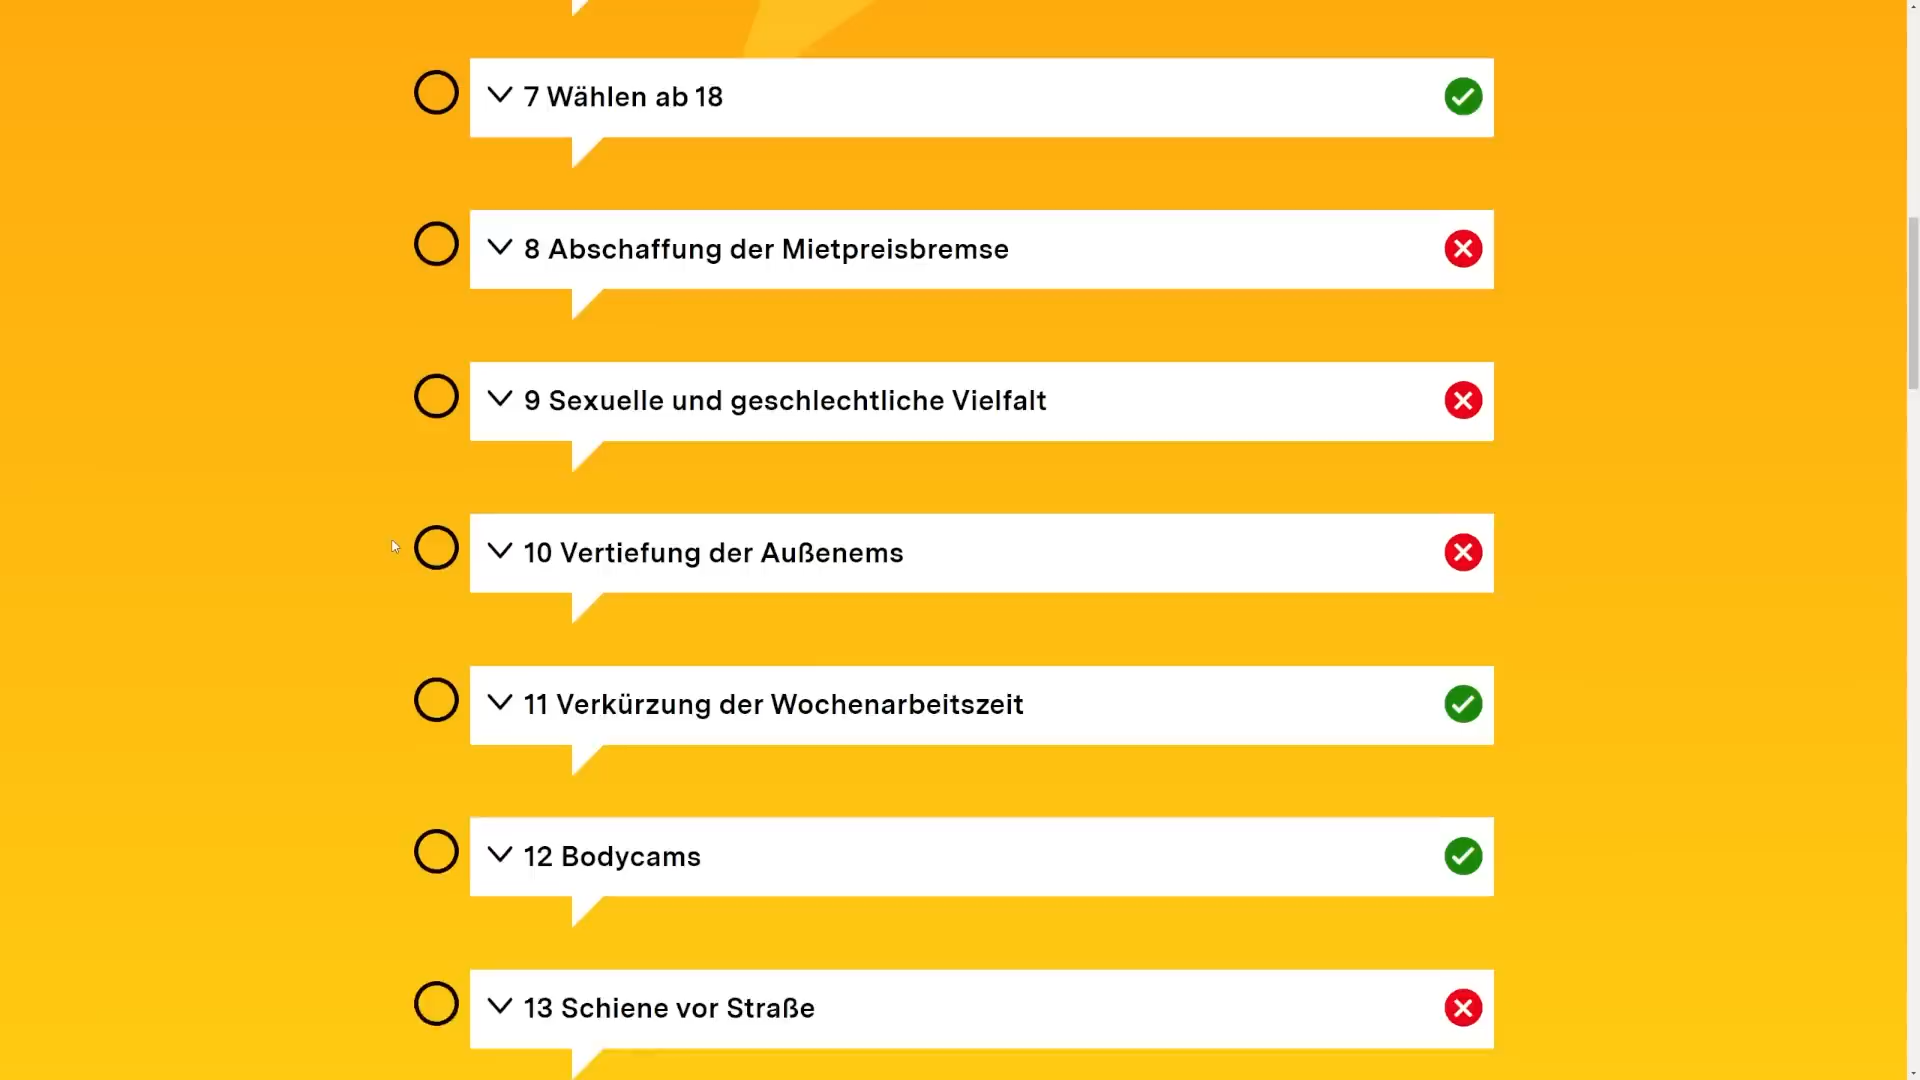 7 Wählen ab 18
8 Abschaffung der Mietpreisbremse
9 Sexuelle und geschlechtliche Vielfalt
10 Vertiefung der Außenems
11 Verkürzung der Wochenarbeitszeit
12 Bodycams
13 Schiene vor Straße